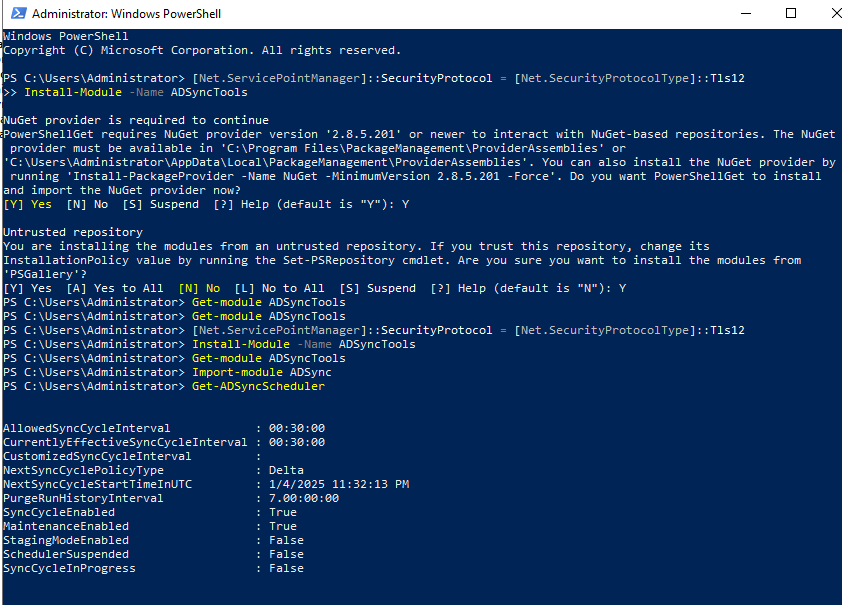 Administrator: Windows PowerShell
Windows PowerShell
Copyright (C) Microsoft Corporation. All rights reserved.
PS C:\Users\Administrator> [Net.ServicePointManager]::SecurityProtocol = [Net.SecurityProtocolType]::Tls12
>> Install-Module -Name ADSyncTools
NuGet provider is required to continue
PowerShellGet requires NuGet provider version '2.8.5.201' or newer to interact with NuGet-based repositories. The NuGet
provider must be available in 'C:\Program Files\PackageManagement\ProviderAssemblies' or
'C:\Users\Administrator\AppData\Local\PackageManagement\ProviderAssemblies'. You can also install the NuGet provider by
running 'Install-PackageProvider -Name NuGet -MinimumVersion 2.8.5.201 -Force'. Do you want PowerShellGet to install
and import the NuGet provider now?
[Y] Yes  [N] No  [S] Suspend  [?] Help (default is "Y"): Y
Untrusted repository
You are installing the modules from an untrusted repository. If you trust this repository, change its
InstallationPolicy value by running the Set-PSRepository cmdlet. Are you sure you want to install the modules from
'PSGallery'?
[Y] Yes  [A] Yes to All  [N] No  [L] No to All  [S] Suspend  [?] Help (default is "N"): Y
PS C:\Users\Administrator> Get-module ADSyncTools
PS C:\Users\Administrator> Get-module ADSyncTools
PS C:\Users\Administrator> [Net.ServicePointManager]::SecurityProtocol = [Net.SecurityProtocolType]::Tls12
PS C:\Users\Administrator> Install-Module -Name ADSyncTools
PS C:\Users\Administrator> Get-module ADSyncTools
PS C:\Users\Administrator> Import-module ADSync
PS C:\Users\Administrator> Get-ADSyncScheduler
AllowedSyncCycleInterval            : 00:30:00
CurrentlyEffectiveSyncCycleInterval : 00:30:00
CustomizedSyncCycleInterval         :
NextSyncCyclePolicyType             : Delta
NextSyncCycleStartTimeInUTC         : 1/4/2025 11:32:13 PM
PurgeRunHistoryInterval             : 7.00:00:00
SyncCycleEnabled                    : True
MaintenanceEnabled                  : True
StagingModeEnabled                  : False
SchedulerSuspended                  : False
SyncCycleInProgress                 : False